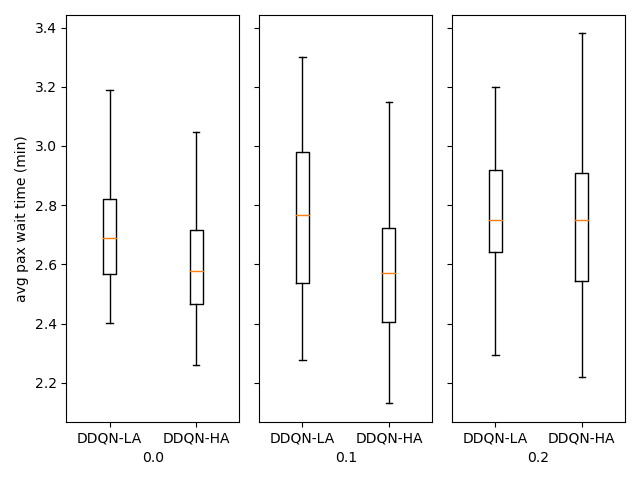 avg pax wait time (min)
3.4
3.2
3.0
2.8
2.6
2.4
2.2
DDQN-LA DDQN-HA DDQN-LA DDQN-HA DDQN-LA DDQN-HA
0.0 0.1 0.2